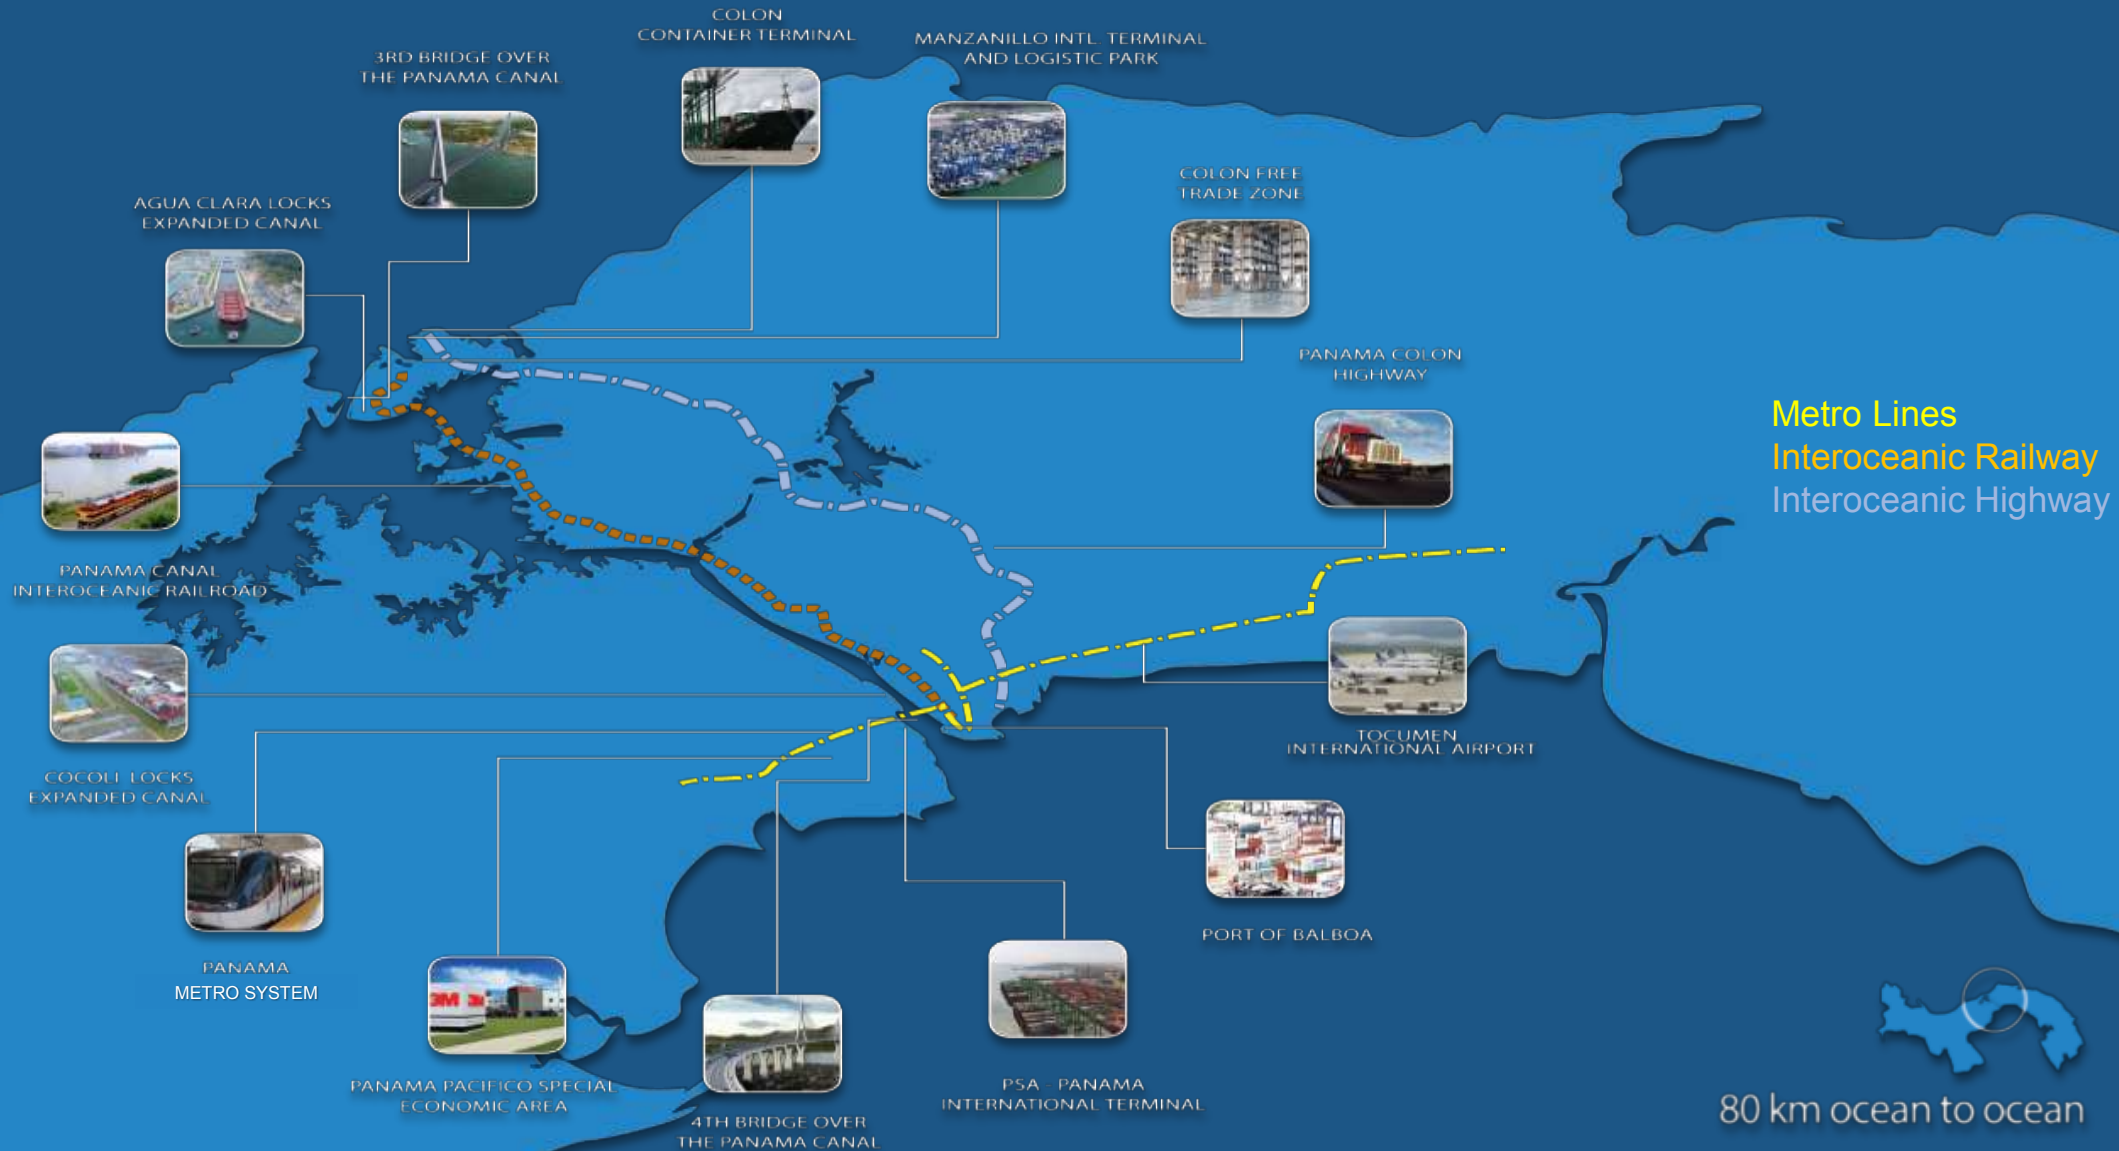 COLON
CONTAINER TERMINAL
MANZANILLO INTL. TERMINAL
AND LOGISTIC PARK
3RD BRIDGE OVER
THE PANAMA CANAL
COLON FREE
TRADE ZONE
AGUA CLARA LOCKS
EXPANDED CANAL
PANAMA COLON
HIGHWAY
Metro Lines
Interoceanic Railway
Interoceanic Highway
PANAMA CANAL
INTEROCEANIC RAILROAD
TOCUMEN
INTERNATIONAL AIRPORT
COCOLI LOCKS
EXPANDED CANAL
PORT OF BALBOA
PANAMA
METRO SYSTEM
3M
PANAMA PACIFICO SPECIAL
ECONOMIC AREA
PSA - PANAMA
INTERNATIONAL TERMINAL
4TH BRIDGE OVER
THE PANAMA CANAL
80 km ocean to ocean